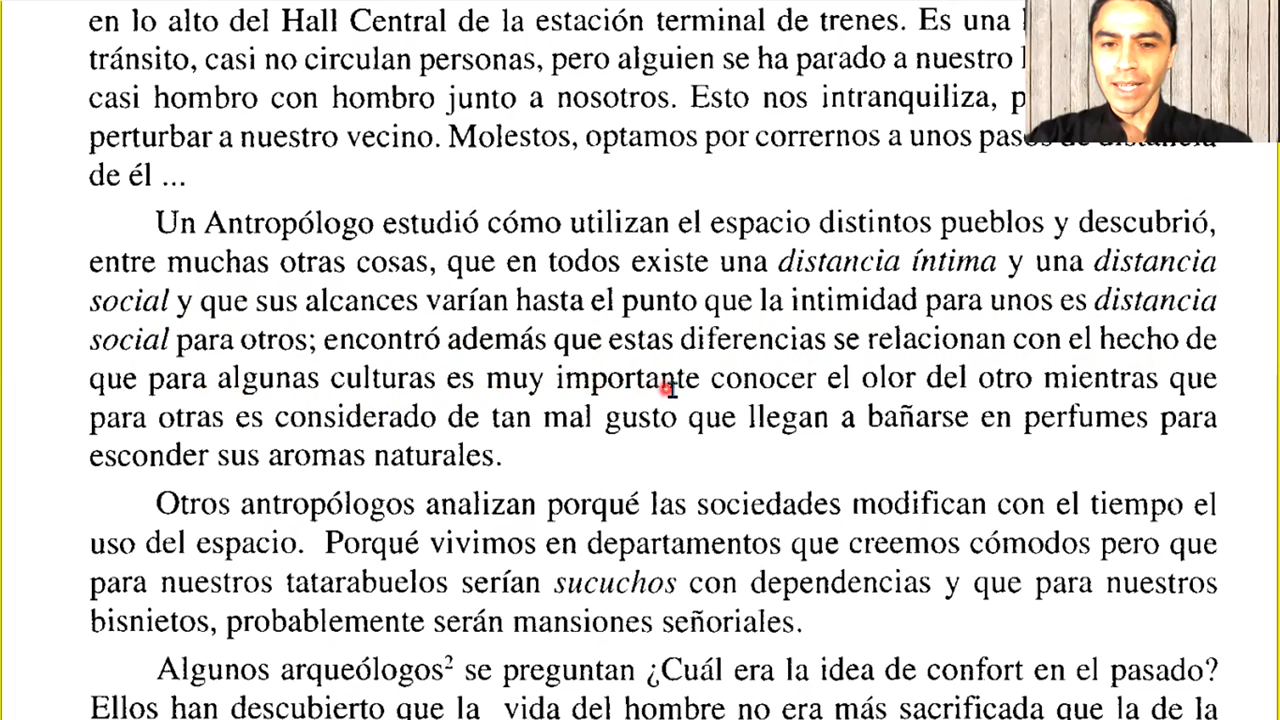 en lo alto del Hall Central de la estación terminal de trenes. Es una
tránsito, casi no circulan personas, pero alguien se ha parado a nuestro
casi hombro con hombro junto a nosotros. Esto nos intranquiliza,
perturbar a nuestro vecino. Molestos, optamos por corrernos a unos pasos de distancia
de él ...
Un Antropólogo estudió cómo utilizan el espacio distintos pueblos y descubrió,
entre muchas otras cosas, que en todos existe una distancia íntima y una distancia
social y que sus alcances varían hasta el punto que la intimidad para unos es distancia
social para otros; encontró además que estas diferencias se relacionan con el hecho de
que para algunas culturas es muy importante conocer el olor del otro mientras que
para otras es considerado de tan mal gusto que llegan a bañarse en perfumes para
esconder sus aromas naturales.
Otros antropólogos analizan porqué las sociedades modifican con el tiempo el
uso del espacio. Porqué vivimos en departamentos que creemos cómodos pero que
para nuestros tatarabuelos serían sucuchos con dependencias y que para nuestros
bisnietos, probablemente serán mansiones señoriales.
Algunos arqueólogos² se preguntan ¿Cuál era la idea de confort en el pasado?
Ellos han descubierto que la vida del hombre no era más sacrificada que la de la